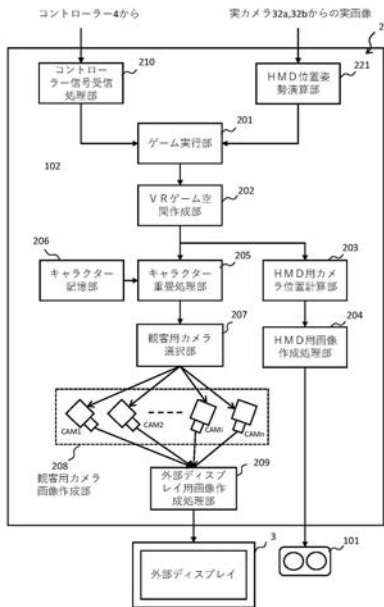 コントローラー4から
実カメラ32a,32bからの実画像
2
210
コントロー
ラー信号受信
処理部
221
HMD位置姿
勢演算部
201
ゲーム実行部
102
202
VRゲーム空
間作成部
206
キャラクター
記憶部
205
キャラクター
重畳処理部
203
HMD用カメラ
位置計算部
207
観客用カメラ
選択部
204
HMD用画像
作成処理部
CAM1
CAM2
CAMi
CAMn
208
観客用カメラ
画像作成部
209
外部ディスプ
レイ用画像作
成処理部
3
外部ディスプレイ
101